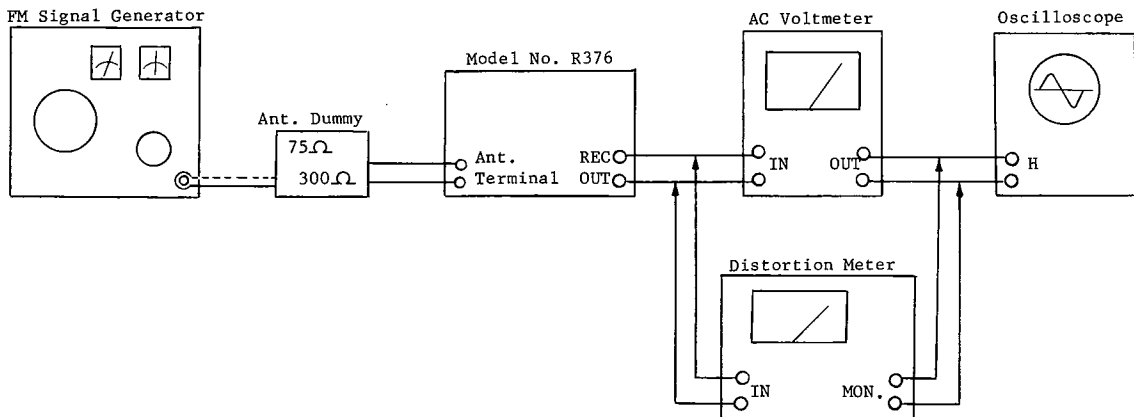 FM Signal Generator
Ant. Dummy
75Ω
300Ω
Model No. R376
Ant.
Terminal
REC
OUT
AC Voltmeter
IN
OUT
Oscilloscope
H
Distortion Meter
IN
MON.